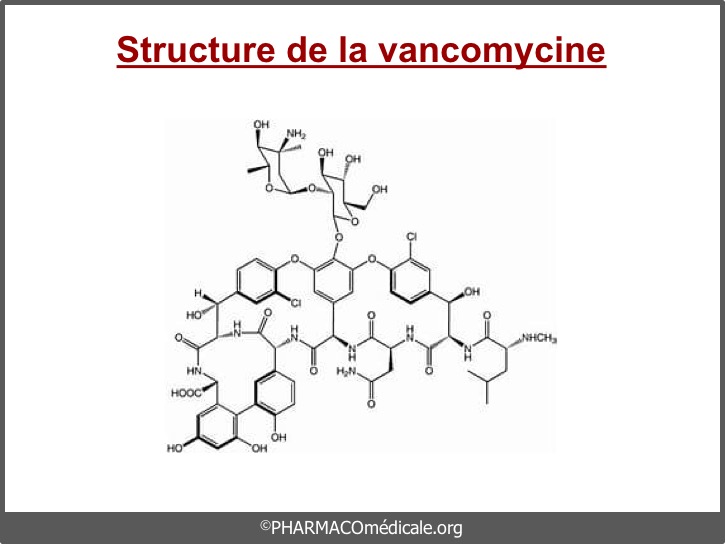 Structure de la vancomycine
OH
NH₂
OH
OH
OH
O
O
O
O
Cl
O
O
H
Cl
OH
HO
O
H
N
O
H
N
O
H
N
O
NHCH₃
HN
O
N
H
O
N
H
HOOC
H₂N
O
OH
HO
OH
©PHARMACOmédicale.org